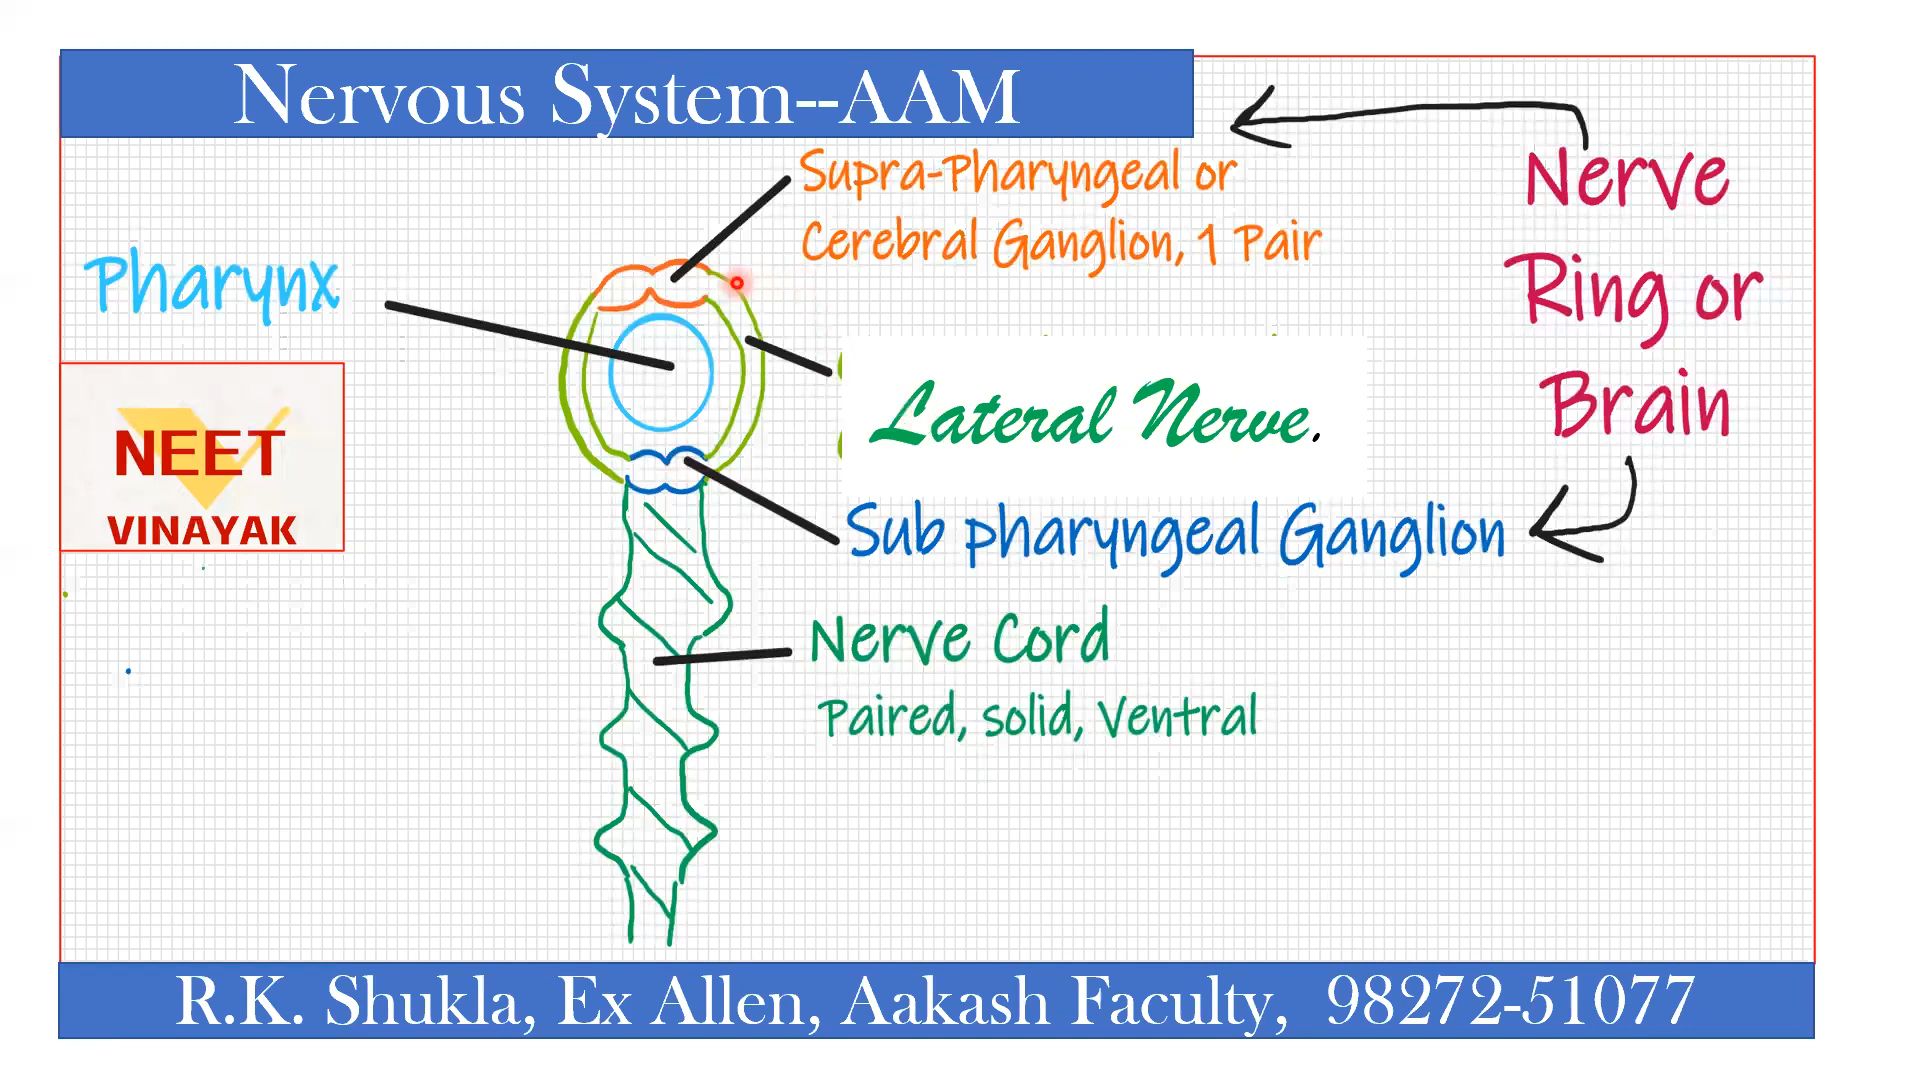 Nervous System--AAM
Supra-Pharyngeal or
Cerebral Ganglion, 1 Pair
Nerve
Ring or
Brain
Pharynx
Lateral Nerve.
NEET
VINAYAK
Sub pharyngeal Ganglion
Nerve Cord
Paired, solid, Ventral
R.K. Shukla, Ex Allen, Aakash Faculty, 98272-51077